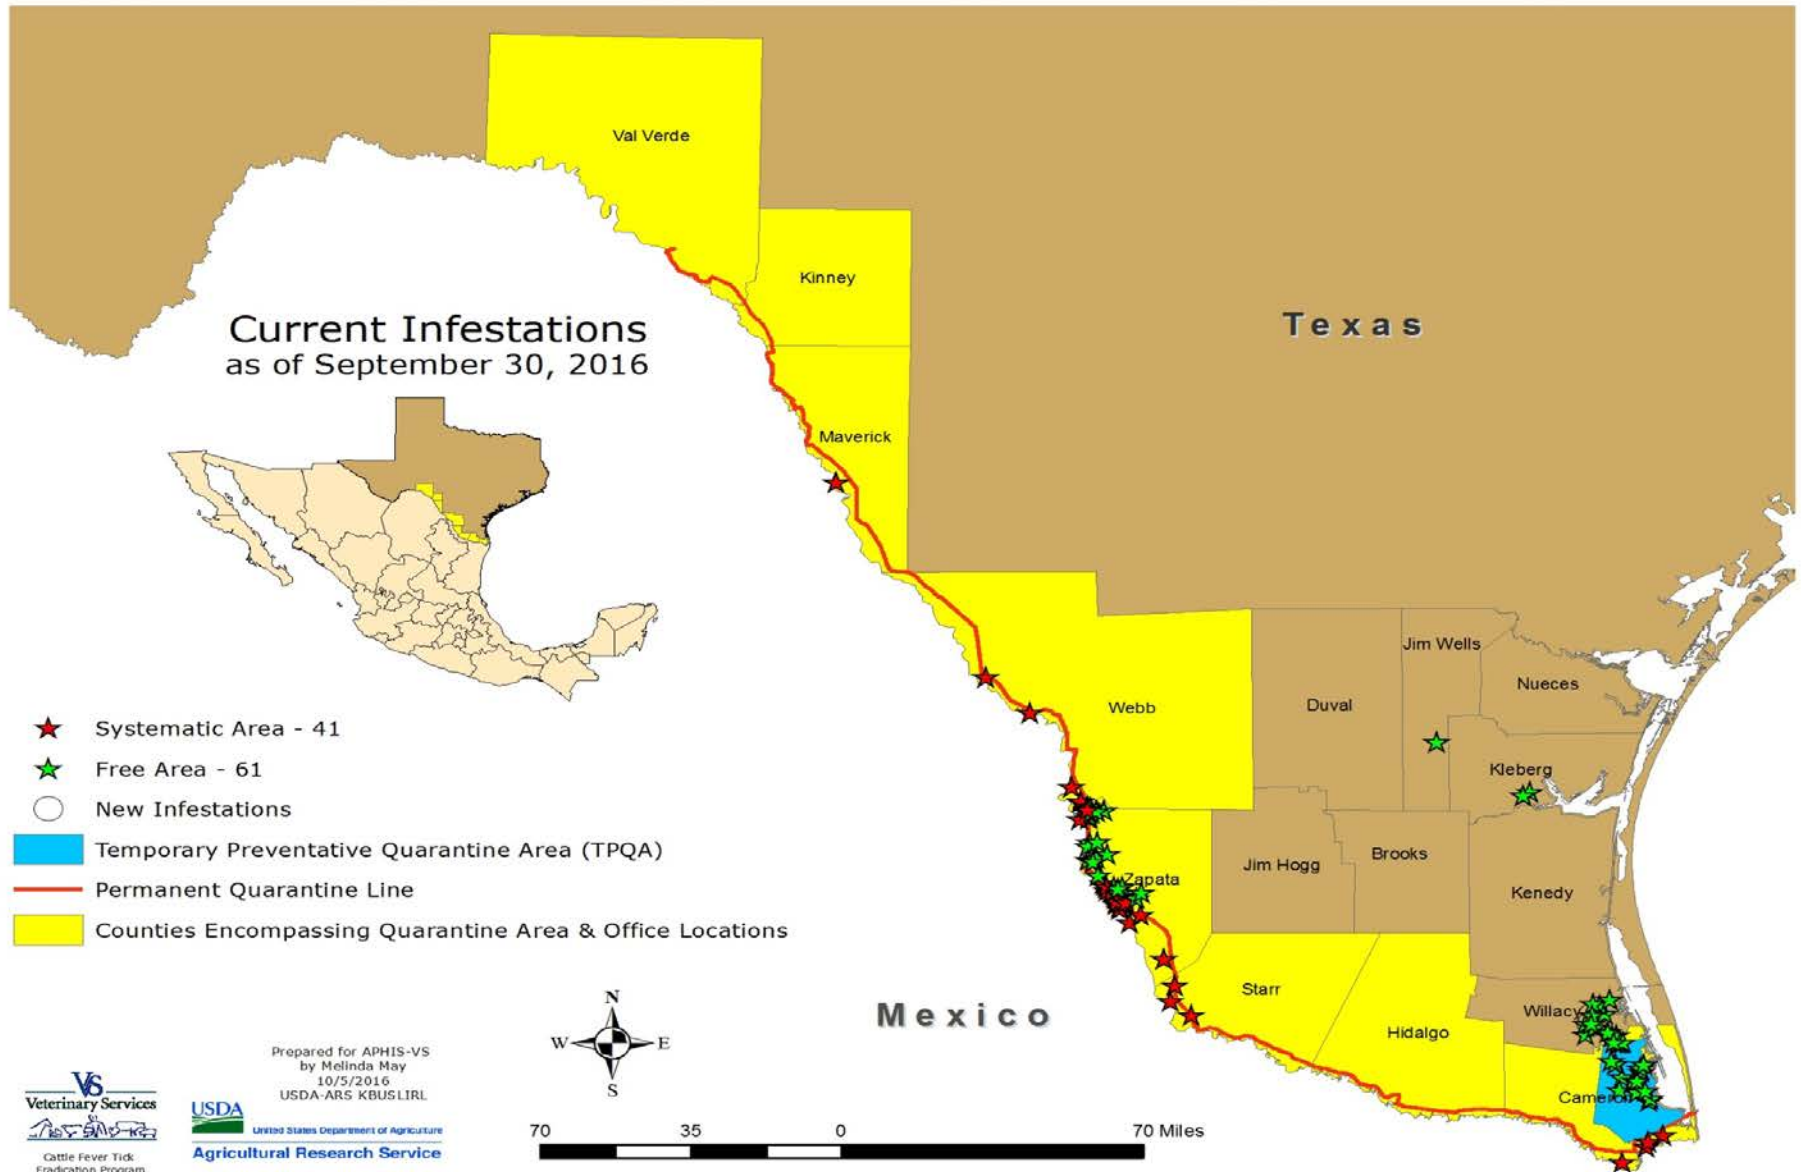 Val Verde
Kinney
Texas
Current Infestations
as of September 30, 2016
Maverick
Jim Wells
Nueces
Duval
Webb
Systematic Area - 41
Free Area - 61
Kleberg
New Infestations
Temporary Preventative Quarantine Area (TPQA)
Brooks
Jim Hogg
Zapata
Permanent Quarantine Line
Kenedy
Counties Encompassing Quarantine Area & Office Locations
Starr
Willacy
Mexico
Hidalgo
N
W E
S
Cameron
Prepared for APHIS-VS
by Melinda May
10/5/2016
USDA-ARS KBUSLIRL
VS
Veterinary Services
Cattle Fever Tick
Eradication Program
USDA
United States Department of Agriculture
Agricultural Research Service
70 35 0 70 Miles